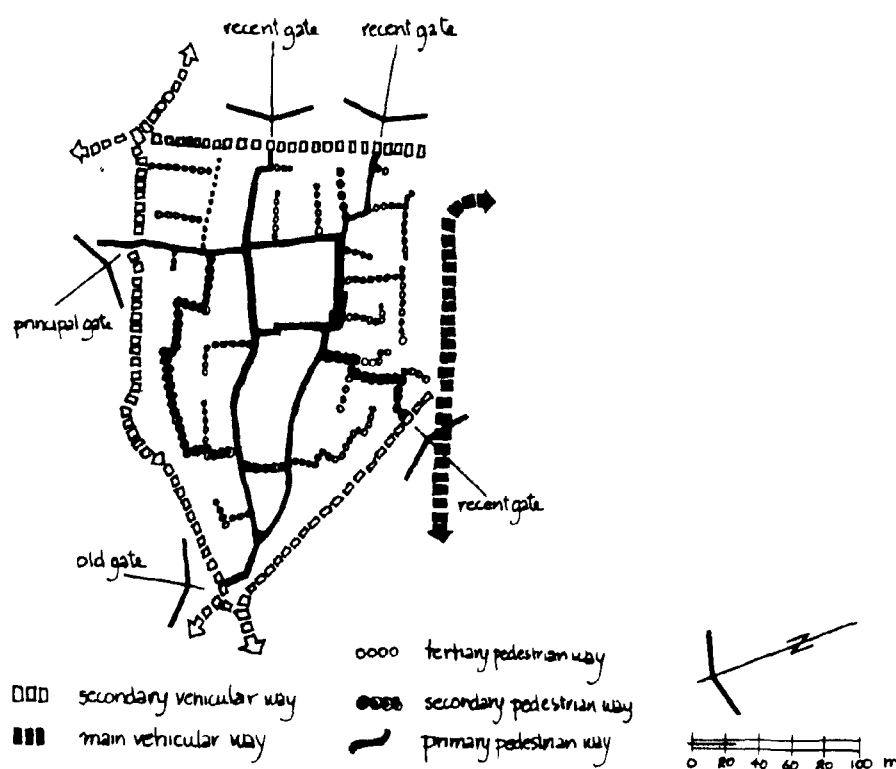 recent gate
recent gate
principal gate
recent gate
old gate
tertiary pedestrian way
secondary vehicular way
secondary pedestrian way
main vehicular way
primary pedestrian way
N
0 20 40 60 80 100 m